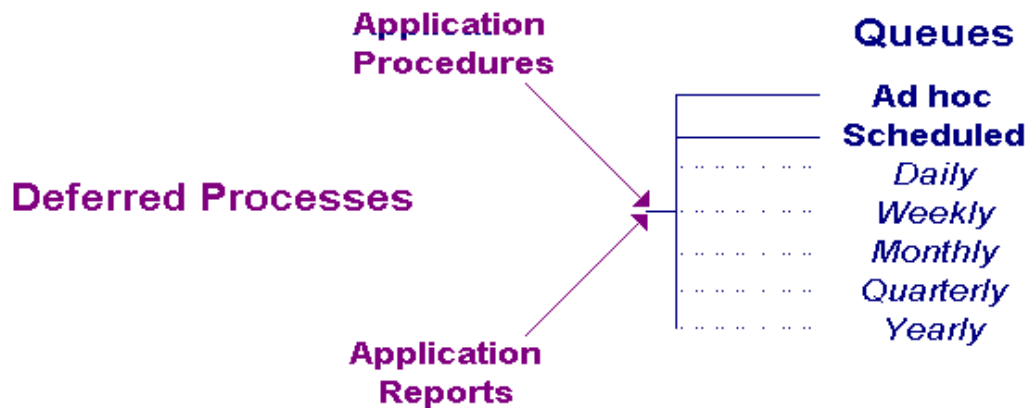 Application
Procedures
Queues
Ad hoc
Scheduled
Daily
Weekly
Monthly
Quarterly
Yearly
Deferred Processes
Application
Reports